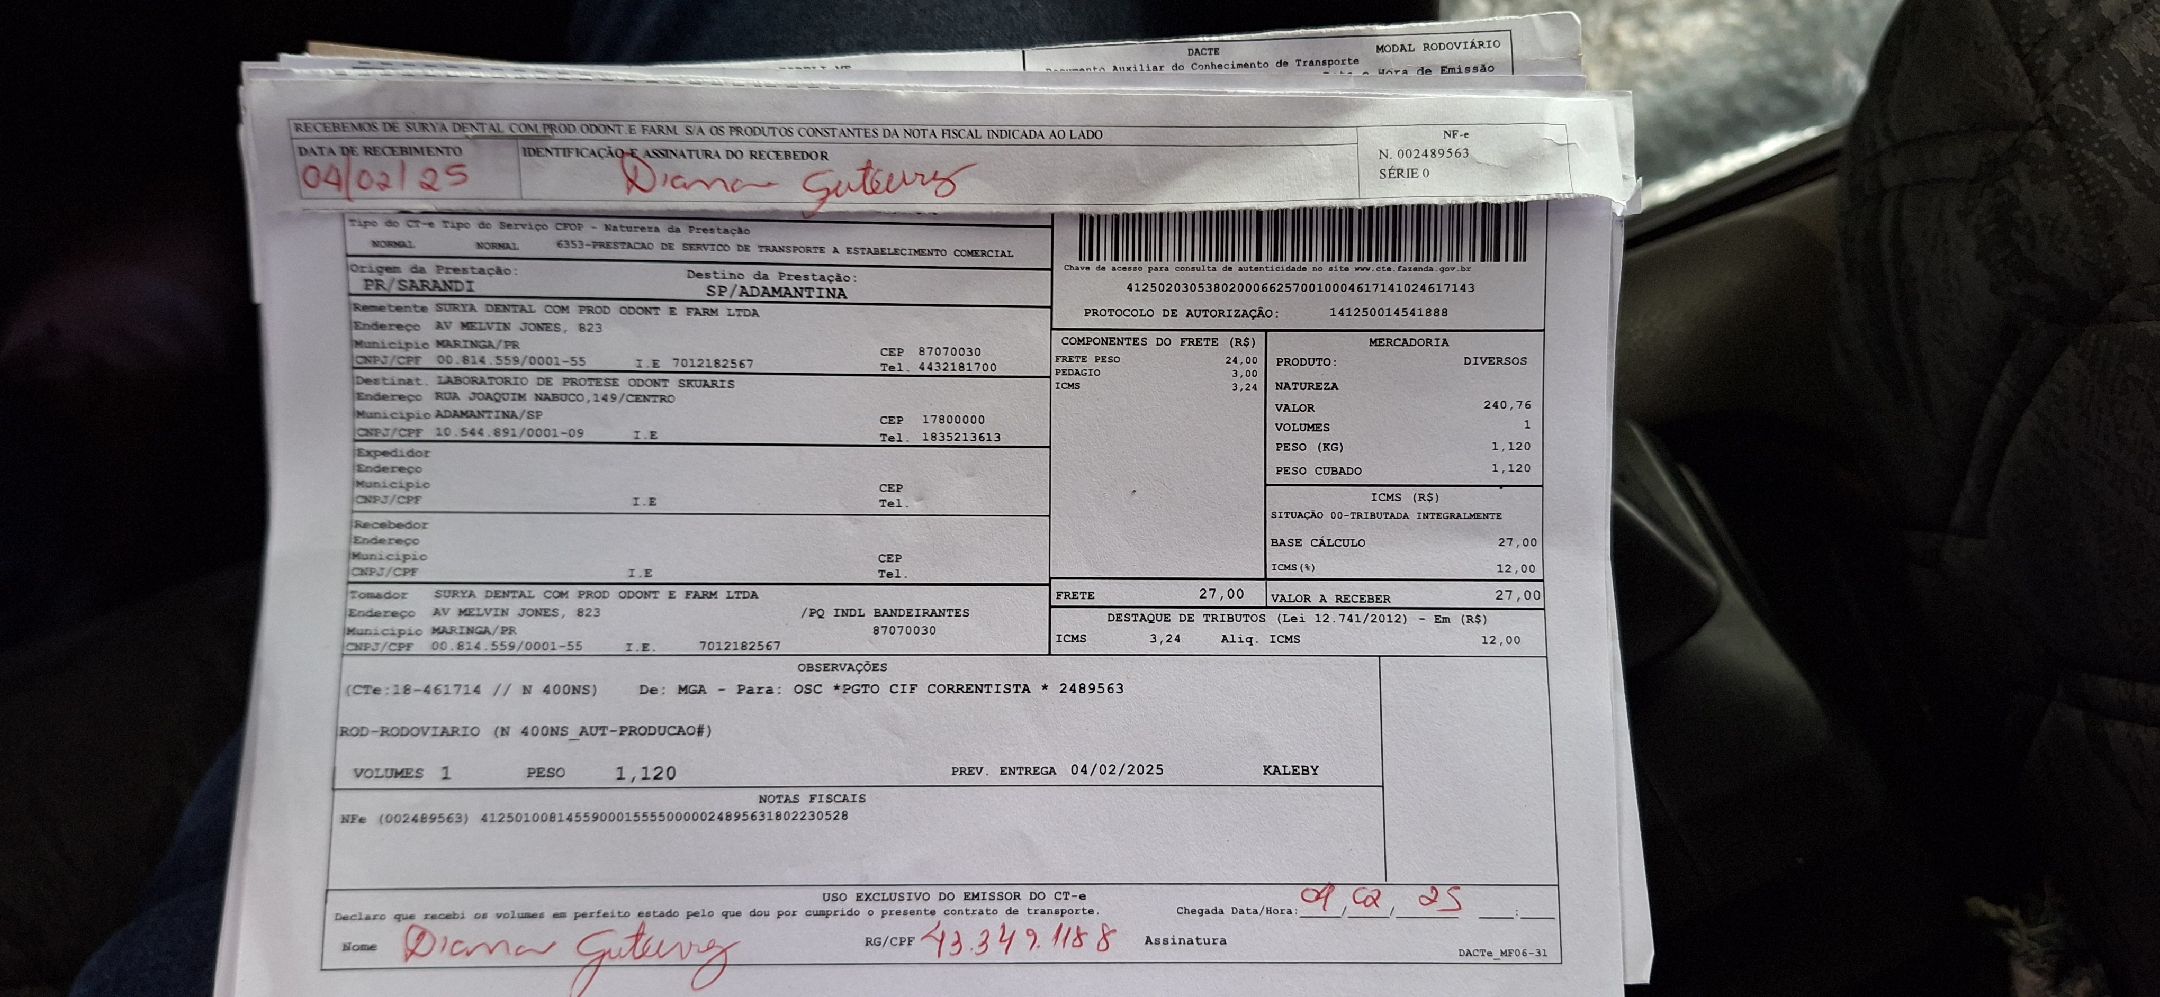 DACTE
MODAL RODOVIÁRIO
Auxiliar do Conhecimento de Transporte
Hora de Emissão
RECEBEMOS DE SURYA DENTAL COM PROD.ODONT.E FARM. S/A OS PRODUTOS CONSTANTES DA NOTA FISCAL INDICADA AO LADO
DATA DE RECEBIMENTO
04/02/25
IDENTIFICAÇÃO E ASSINATURA DO RECEBEDOR
Diana Gutierrez
NF-e
N. 002489563
SÉRIE 0
Tipo do CT-e Tipo do Serviço CFOP - Natureza da Prestação
NORMAL NORMAL 6353-PRESTACAO DE SERVICO DE TRANSPORTE A ESTABELECIMENTO COMERCIAL
Origem da Prestação: Destino da Prestação:
PR/SARANDI SP/ADAMANTINA
Remetente SURYA DENTAL COM PROD ODONT E FARM LTDA
Endereço AV MELVIN JONES, 823
Município MARINGA/PR CEP 87070030
CNPJ/CPF 00.814.559/0001-55 I.E 7012182567 Tel. 4432181700
Destinat. LABORATORIO DE PROTESE ODONT SKUARIS
Endereço RUA JOAQUIM NABUCO,149/CENTRO
Município ADAMANTINA/SP CEP 17800000
CNPJ/CPF 10.544.891/0001-09 I.E Tel. 1835213613
Expedidor
Endereço
Município CEP
CNPJ/CPF I.E Tel.
Recebedor
Endereço
Município CEP
CNPJ/CPF I.E Tel.
Tomador SURYA DENTAL COM PROD ODONT E FARM LTDA
Endereço AV MELVIN JONES, 823 /PQ INDL BANDEIRANTES
Município MARINGA/PR 87070030
CNPJ/CPF 00.814.559/0001-55 I.E. 7012182567
Chave de acesso para consulta de autenticidade no site www.cte.fazenda.gov.br
41250203053802000662570010004617141024617143
PROTOCOLO DE AUTORIZAÇÃO: 141250014541888
COMPONENTES DO FRETE (R$)
FRETE PESO 24,00
PEDAGIO 3,00
ICMS 3,24
MERCADORIA
PRODUTO: DIVERSOS
NATUREZA
VALOR 240,76
VOLUMES 1
PESO (KG) 1,120
PESO CUBADO 1,120
ICMS (R$)
SITUAÇÃO 00-TRIBUTADA INTEGRALMENTE
BASE CÁLCULO 27,00
ICMS(%) 12,00
FRETE 27,00 VALOR A RECEBER 27,00
DESTAQUE DE TRIBUTOS (Lei 12.741/2012) - Em (R$)
ICMS 3,24 Aliq. ICMS 12,00
OBSERVAÇÕES
(CTe:18-461714 // N 400NS) De: MGA - Para: OSC *PGTO CIF CORRENTISTA * 2489563
ROD-RODOVIARIO (N 400NS_AUT-PRODUCAO#)
VOLUMES 1 PESO 1,120 PREV. ENTREGA 04/02/2025 KALEBY
NOTAS FISCAIS
NFe (002489563) 41250100814559000155550000024895631802230528
USO EXCLUSIVO DO EMISSOR DO CT-e
Declaro que recebi os volumes em perfeito estado pelo que dou por cumprido o presente contrato de transporte. Chegada Data/Hora: 04/02/25 __:__
Nome Diana Gutierrez RG/CPF 43.349.1188 Assinatura
DACTe_MF06-31